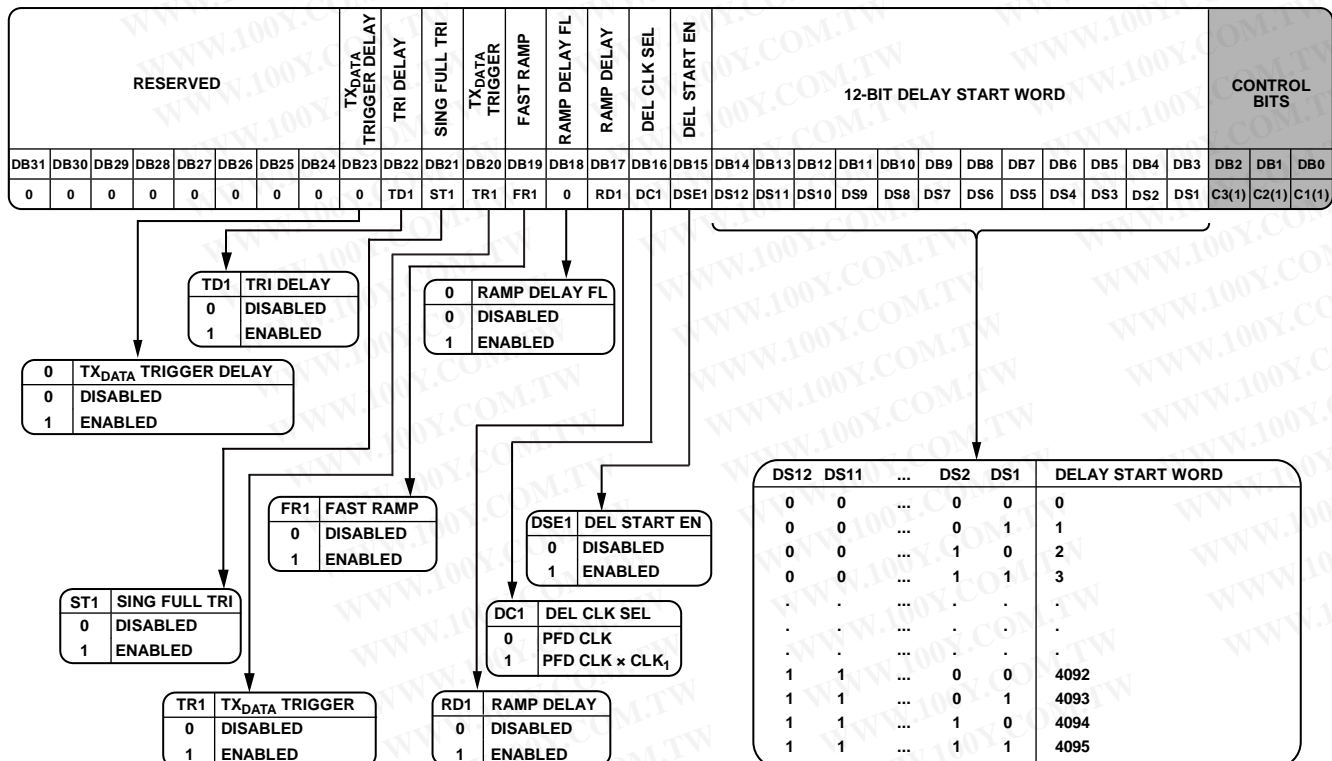 RESERVED
TXDATA TRIGGER DELAY
TRI DELAY
SING FULL TRI
TXDATA TRIGGER
FAST RAMP
RAMP DELAY FL
RAMP DELAY
DEL CLK SEL
DEL START EN
12-BIT DELAY START WORD
CONTROL BITS
DB31 DB30 DB29 DB28 DB27 DB26 DB25 DB24 DB23 DB22 DB21 DB20 DB19 DB18 DB17 DB16 DB15 DB14 DB13 DB12 DB11 DB10 DB9 DB8 DB7 DB6 DB5 DB4 DB3 DB2 DB1 DB0
0 0 0 0 0 0 0 0 0 TD1 ST1 TR1 FR1 0 RD1 DC1 DSE1 DS12 DS11 DS10 DS9 DS8 DS7 DS6 DS5 DS4 DS3 DS2 DS1 C3(1) C2(1) C1(1)
TD1 TRI DELAY
0 DISABLED
1 ENABLED
0 RAMP DELAY FL
0 DISABLED
1 ENABLED
0 TXDATA TRIGGER DELAY
0 DISABLED
1 ENABLED
FR1 FAST RAMP
0 DISABLED
1 ENABLED
DSE1 DEL START EN
0 DISABLED
1 ENABLED
ST1 SING FULL TRI
0 DISABLED
1 ENABLED
DC1 DEL CLK SEL
0 PFD CLK
1 PFD CLK × CLK1
TR1 TXDATA TRIGGER
0 DISABLED
1 ENABLED
RD1 RAMP DELAY
0 DISABLED
1 ENABLED
DS12 DS11 ... DS2 DS1 DELAY START WORD
0 0 ... 0 0 0
0 0 ... 0 1 1
0 0 ... 1 0 2
0 0 ... 1 1 3
. . ... . . .
. . ... . . .
. . ... . . .
1 1 ... 0 0 4092
1 1 ... 0 1 4093
1 1 ... 1 0 4094
1 1 ... 1 1 4095
WWW.100Y.COM.TW